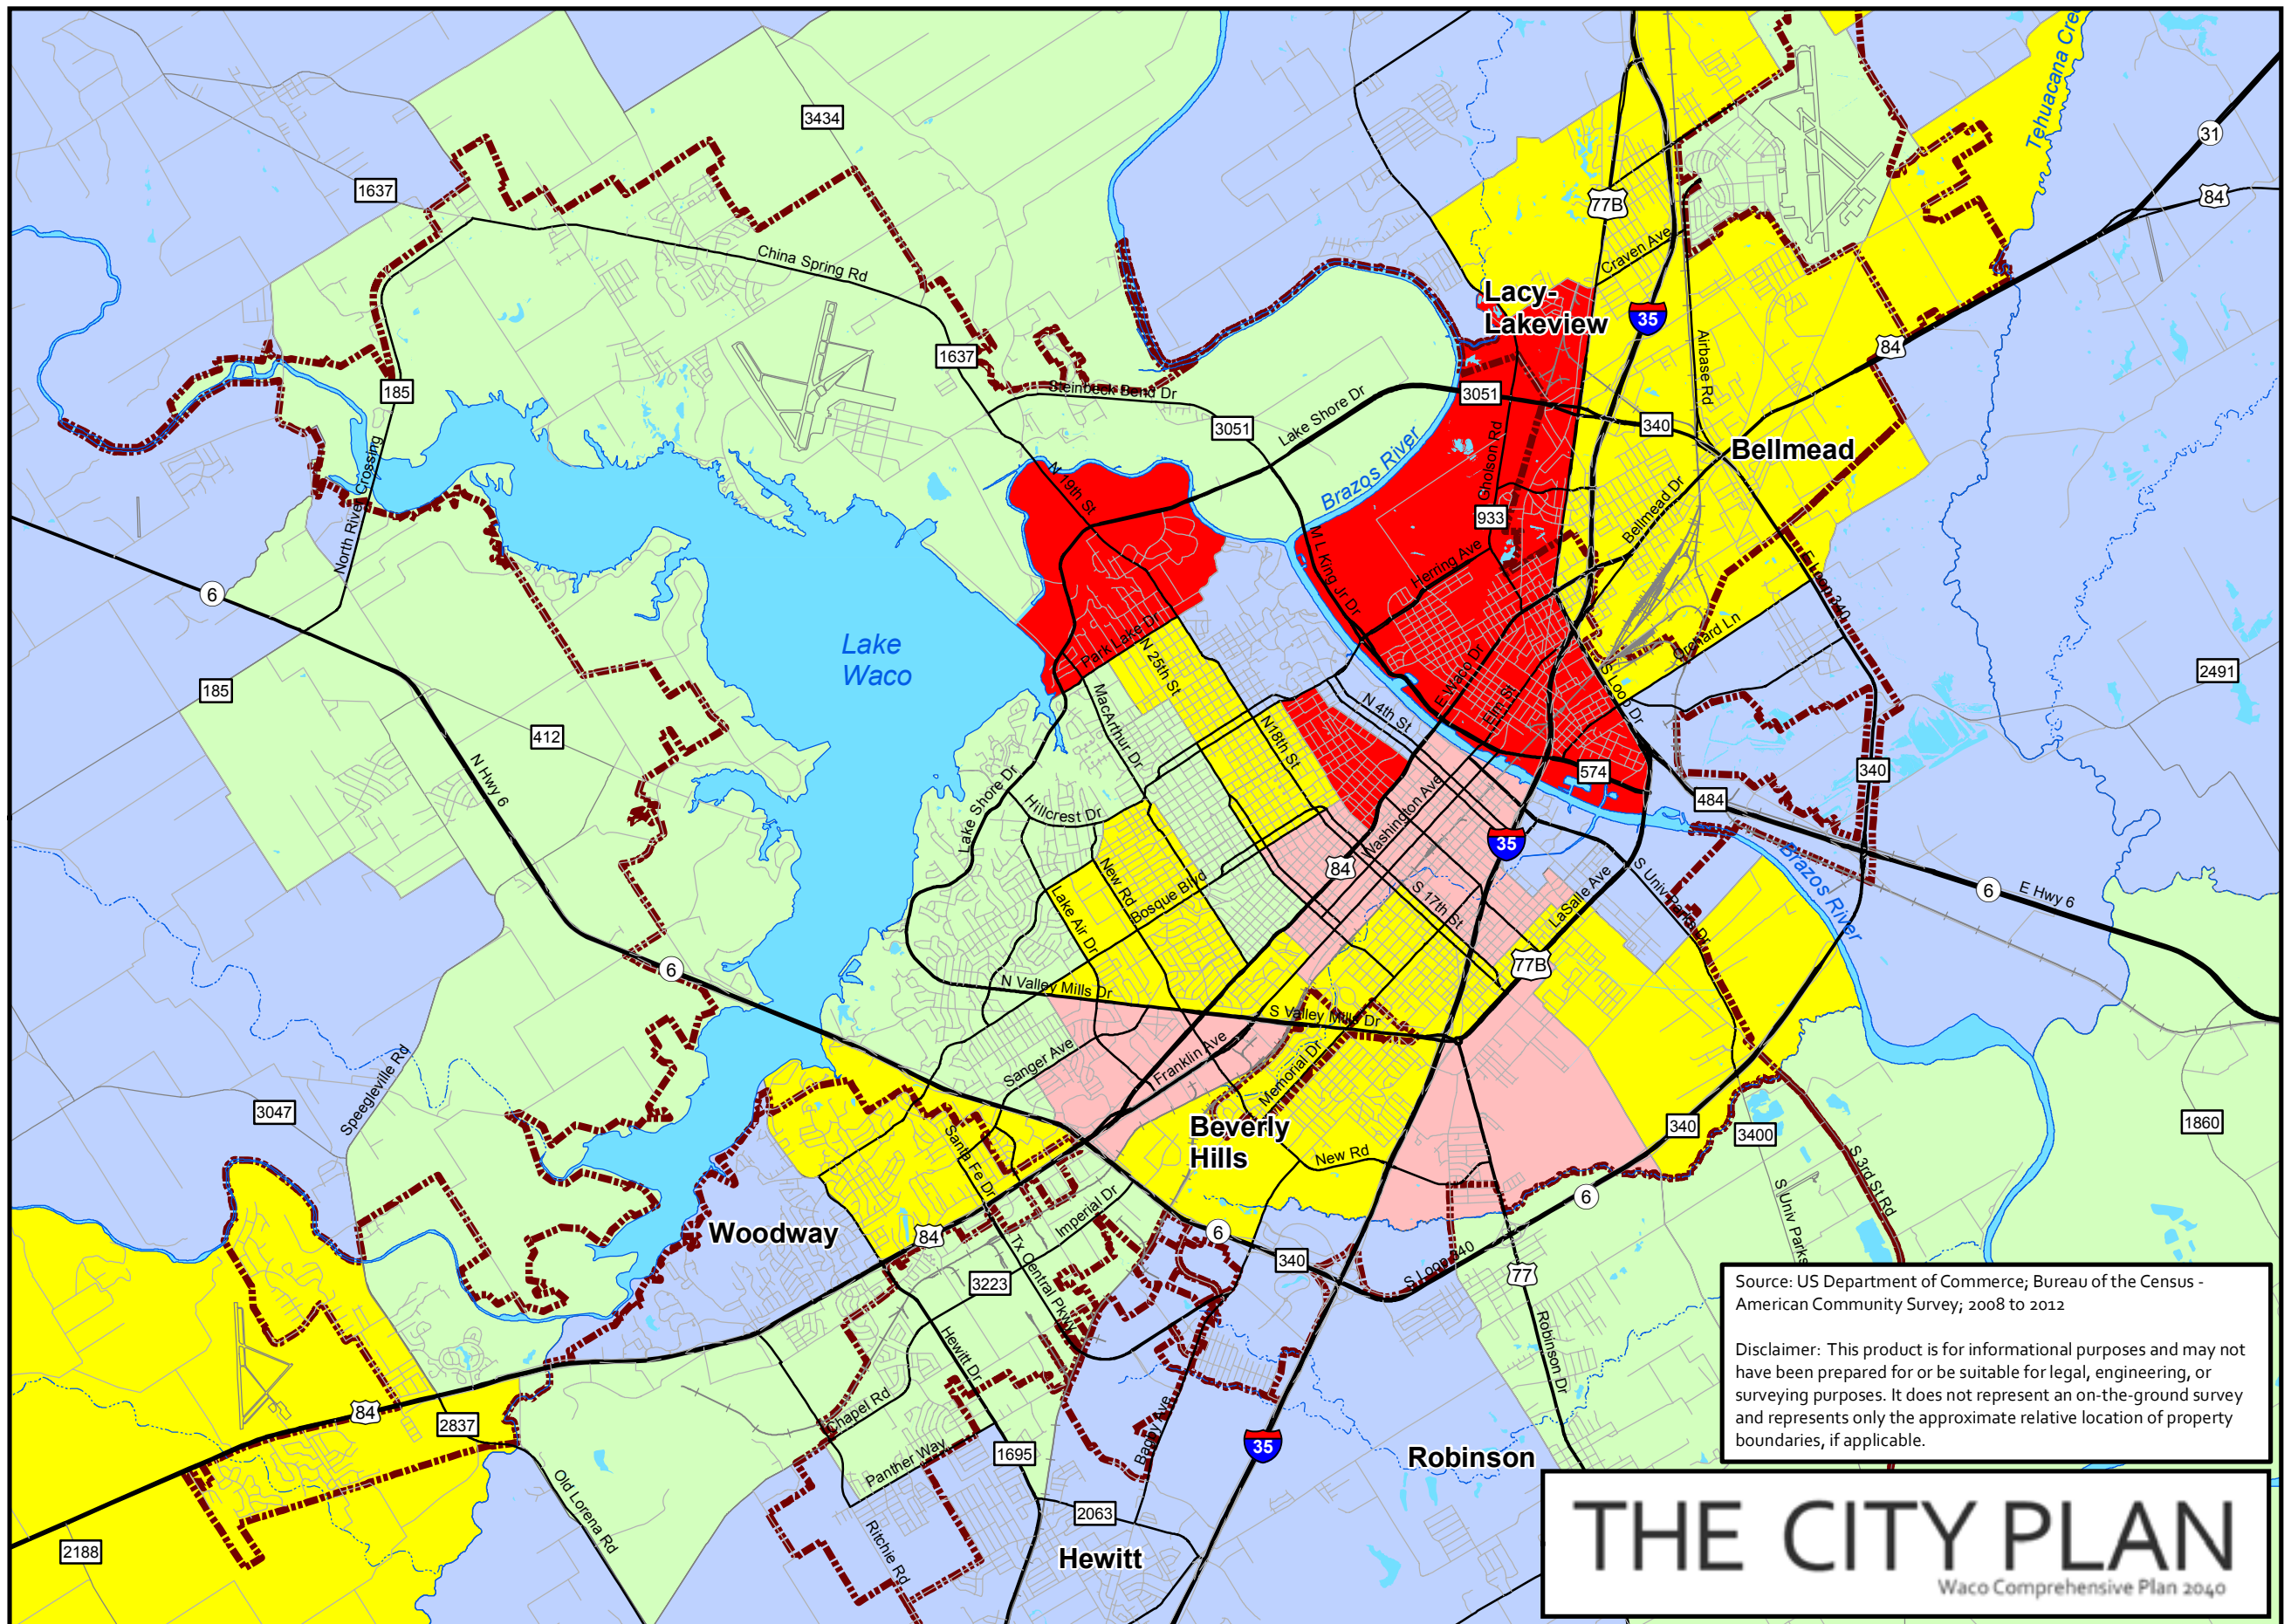 Tehuacana Cree
31
3434
84
1637
77B
Craven Ave
China Spring Rd
Lacy-
Lakeview
35
Airbase Rd
84
1637
185
Steinbeck Bend Dr
3051
Lake Shore Dr
3051
340
Bellmead
Gholson Rd
Brazos River
N 19th St
North River Crossing
933
Bellmead Dr
M L King Jr Dr
Herring Ave
E Loop 340
6
Lake
Waco
Park Lake Dr
N 25th St
Orchard Ln
S Loop Dr
E Waco Dr
Elm St
2491
185
MacArthur Dr
N 4th St
N18th St
412
N Hwy 6
574
340
484
Lake Shore Dr
Hillcrest Dr
Washington Ave
35
84
New Rd
Bosque Blvd
Lake Air Dr
S 17th St
LaSalle Ave
S Univ Parks Dr
Brazos River
6
E Hwy 6
6
77B
N Valley Mills Dr
S Valley Mills Dr
Sanger Ave
Franklin Ave
Memorial Dr
3047
Speegleville Rd
Beverly
Hills
New Rd
340
3400
1860
S 3rd St Rd
Santa Fe Dr
Imperial Dr
6
S Univ Parks
Woodway
84
6
340
S Loop 340
77
3223
Tx Central Pkwy
Hewitt Dr
Robinson Dr
Chapel Rd
84
2837
Panther Way
1695
Bagby Ave
35
Robinson
Old Lorena Rd
2063
Ritchie Rd
2188
Hewitt
Source: US Department of Commerce; Bureau of the Census -
American Community Survey; 2008 to 2012
Disclaimer: This product is for informational purposes and may not
have been prepared for or be suitable for legal, engineering, or
surveying purposes. It does not represent an on-the-ground survey
and represents only the approximate relative location of property
boundaries, if applicable.
THE CITY PLAN
Waco Comprehensive Plan 2040